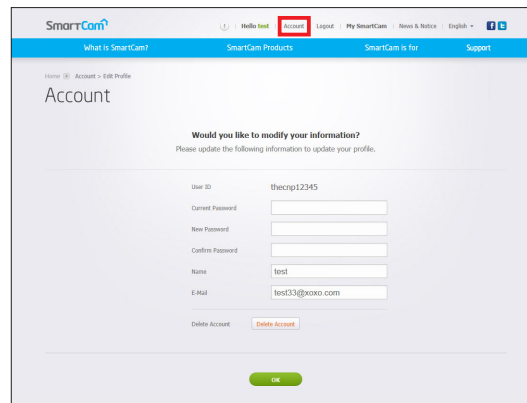 SmartCam
Hello test Account Logout My SmartCam News & Notice English
What is SmartCam? SmartCam Products SmartCam is for Support
Home Account > Edit Profile
Account
Would you like to modify your information?
Please update the following information to update your profile.
User ID thecnp12345
Current Password
New Password
Confirm Password
Name test
E-Mail test33@xoxo.com
Delete Account Delete Account
OK